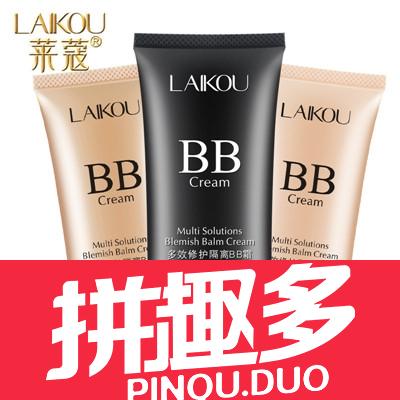 LAIKOU
莱蔻®
LAIKOU
BB
Cream
Multi Solutions
Blemish Balm Cream
多效修护隔离BB霜
LAIKOU
BB
Cream
Multi Solutions
Blemish Balm Cream
LAIKOU
BB
Cream
Multi Solutions
Blemish Balm Cream
拼趣多
PINQU.DUO